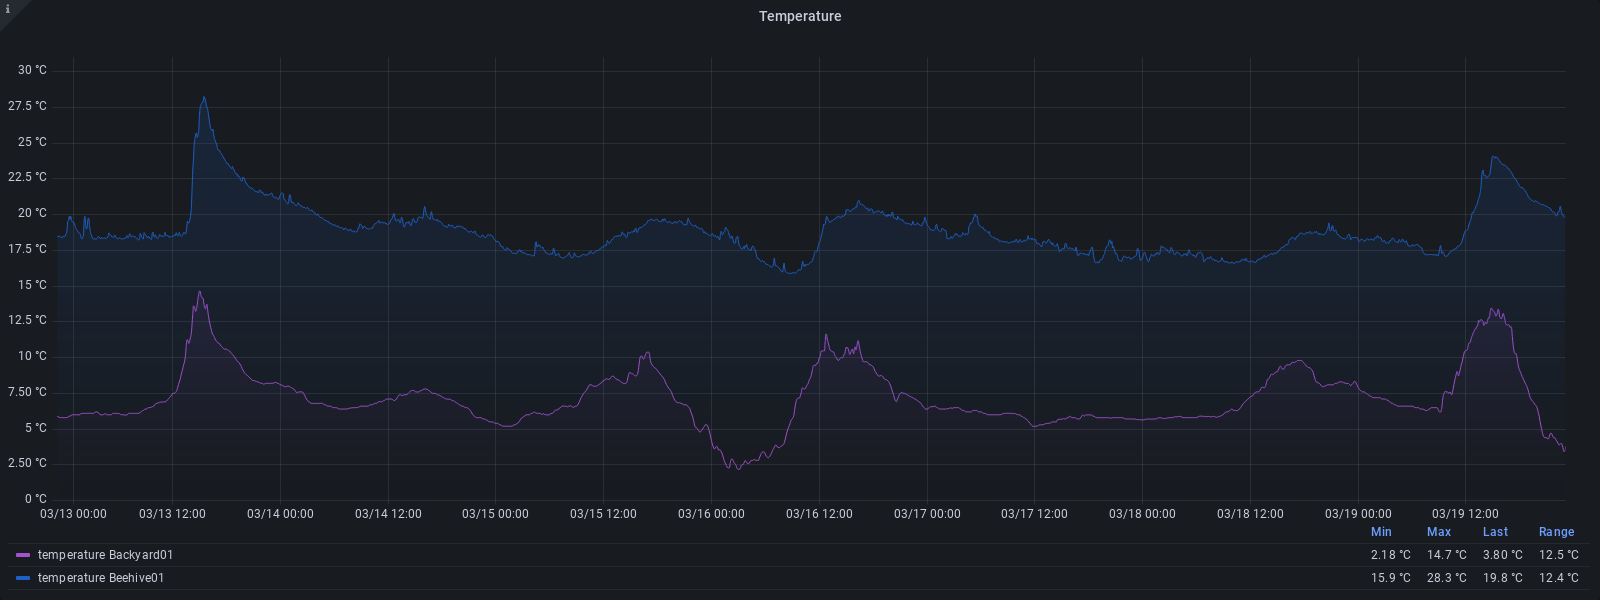 i
Temperature
30 °C
27.5 °C
25 °C
22.5 °C
20 °C
17.5 °C
15 °C
12.5 °C
10 °C
7.50 °C
5 °C
2.50 °C
0 °C
03/13 00:00 03/13 12:00 03/14 00:00 03/14 12:00 03/15 00:00 03/15 12:00 03/16 00:00 03/16 12:00 03/17 00:00 03/17 12:00 03/18 00:00 03/18 12:00 03/19 00:00 03/19 12:00
Min Max Last Range
temperature Backyard01 2.18 °C 14.7 °C 3.80 °C 12.5 °C
temperature Beehive01 15.9 °C 28.3 °C 19.8 °C 12.4 °C